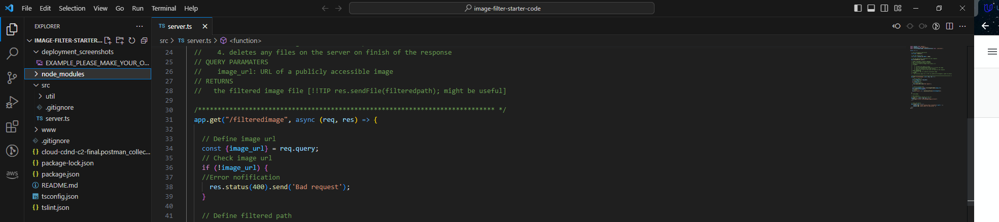 File Edit Selection View Go Run Terminal Help
image-filter-starter-code
EXPLORER
IMAGE-FILTER-STARTER...
deployment_screenshots
EXAMPLE_PLEASE_MAKE_YOUR_O...
node_modules
src
util
.gitignore
TS server.ts
www
.gitignore
{} cloud-cdnd-c2-final.postman_collec...
{} package-lock.json
{} package.json
README.md
TS tsconfig.json
{} tslint.json
aws
TS server.ts
src > TS server.ts > <function>
24 //    4. deletes any files on the server on finish of the response
25 // QUERY PARAMATERS
26 //    image_url: URL of a publicly accessible image
27 // RETURNS
28 //   the filtered image file [!!TIP res.sendFile(filteredpath); might be useful]
29
30 /**************************************************************************** */
31 app.get("/filteredimage", async (req, res) => {
32
33 // Define image url
34 const {image_url} = req.query;
35 // Check image url
36 if (!image_url) {
37 //Error nofification
38 res.status(400).send('Bad request');
39 }
40
41 // Define filtered path